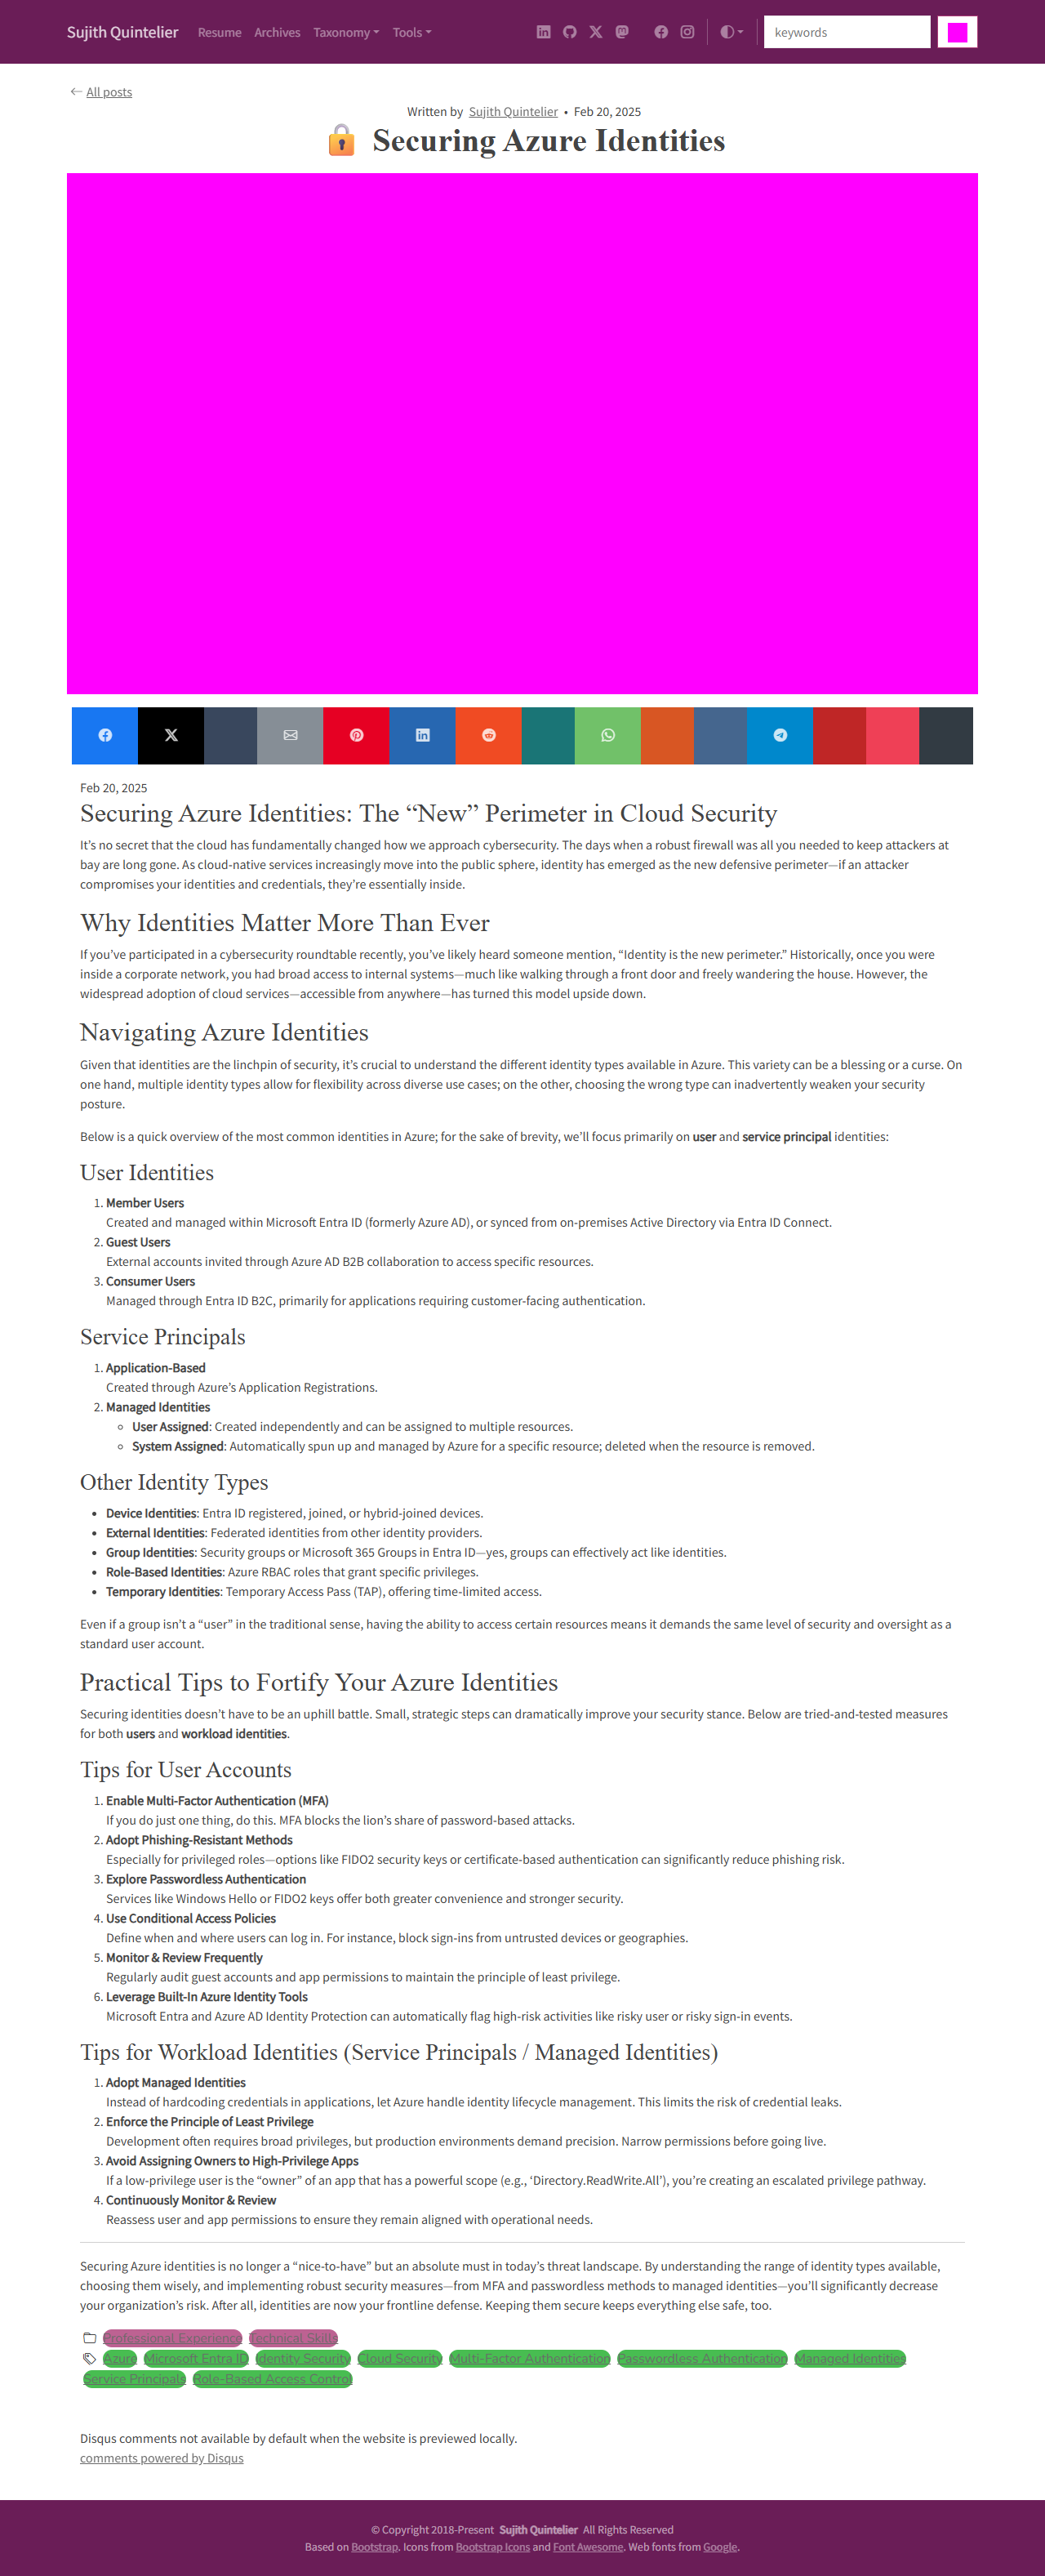 Sujith Quintelier Resume Archives Taxonomy Tools keywords
All posts
Written by Sujith Quintelier • Feb 20, 2025
Securing Azure Identities
Feb 20, 2025
Securing Azure Identities: The “New” Perimeter in Cloud Security
It’s no secret that the cloud has fundamentally changed how we approach cybersecurity. The days when a robust firewall was all you needed to keep attackers at
bay are long gone. As cloud-native services increasingly move into the public sphere, identity has emerged as the new defensive perimeter—if an attacker
compromises your identities and credentials, they’re essentially inside.
Why Identities Matter More Than Ever
If you’ve participated in a cybersecurity roundtable recently, you’ve likely heard someone mention, “Identity is the new perimeter.” Historically, once you were
inside a corporate network, you had broad access to internal systems—much like walking through a front door and freely wandering the house. However, the
widespread adoption of cloud services—accessible from anywhere—has turned this model upside down.
Navigating Azure Identities
Given that identities are the linchpin of security, it’s crucial to understand the different identity types available in Azure. This variety can be a blessing or a curse. On
one hand, multiple identity types allow for flexibility across diverse use cases; on the other, choosing the wrong type can inadvertently weaken your security
posture.
Below is a quick overview of the most common identities in Azure; for the sake of brevity, we’ll focus primarily on user and service principal identities:
User Identities
1. Member Users
Created and managed within Microsoft Entra ID (formerly Azure AD), or synced from on-premises Active Directory via Entra ID Connect.
2. Guest Users
External accounts invited through Azure AD B2B collaboration to access specific resources.
3. Consumer Users
Managed through Entra ID B2C, primarily for applications requiring customer-facing authentication.
Service Principals
1. Application-Based
Created through Azure’s Application Registrations.
2. Managed Identities
◦ User Assigned: Created independently and can be assigned to multiple resources.
◦ System Assigned: Automatically spun up and managed by Azure for a specific resource; deleted when the resource is removed.
Other Identity Types
• Device Identities: Entra ID registered, joined, or hybrid-joined devices.
• External Identities: Federated identities from other identity providers.
• Group Identities: Security groups or Microsoft 365 Groups in Entra ID—yes, groups can effectively act like identities.
• Role-Based Identities: Azure RBAC roles that grant specific privileges.
• Temporary Identities: Temporary Access Pass (TAP), offering time-limited access.
Even if a group isn’t a “user” in the traditional sense, having the ability to access certain resources means it demands the same level of security and oversight as a
standard user account.
Practical Tips to Fortify Your Azure Identities
Securing identities doesn’t have to be an uphill battle. Small, strategic steps can dramatically improve your security stance. Below are tried-and-tested measures
for both users and workload identities.
Tips for User Accounts
1. Enable Multi-Factor Authentication (MFA)
If you do just one thing, do this. MFA blocks the lion’s share of password-based attacks.
2. Adopt Phishing-Resistant Methods
Especially for privileged roles—options like FIDO2 security keys or certificate-based authentication can significantly reduce phishing risk.
3. Explore Passwordless Authentication
Services like Windows Hello or FIDO2 keys offer both greater convenience and stronger security.
4. Use Conditional Access Policies
Define when and where users can log in. For instance, block sign-ins from untrusted devices or geographies.
5. Monitor & Review Frequently
Regularly audit guest accounts and app permissions to maintain the principle of least privilege.
6. Leverage Built-In Azure Identity Tools
Microsoft Entra and Azure AD Identity Protection can automatically flag high-risk activities like risky user or risky sign-in events.
Tips for Workload Identities (Service Principals / Managed Identities)
1. Adopt Managed Identities
Instead of hardcoding credentials in applications, let Azure handle identity lifecycle management. This limits the risk of credential leaks.
2. Enforce the Principle of Least Privilege
Development often requires broad privileges, but production environments demand precision. Narrow permissions before going live.
3. Avoid Assigning Owners to High-Privilege Apps
If a low-privilege user is the “owner” of an app that has a powerful scope (e.g., ‘Directory.ReadWrite.All’), you’re creating an escalated privilege pathway.
4. Continuously Monitor & Review
Reassess user and app permissions to ensure they remain aligned with operational needs.
Securing Azure identities is no longer a “nice-to-have” but an absolute must in today’s threat landscape. By understanding the range of identity types available,
choosing them wisely, and implementing robust security measures—from MFA and passwordless methods to managed identities—you’ll significantly decrease
your organization’s risk. After all, identities are now your frontline defense. Keeping them secure keeps everything else safe, too.
Professional Experience Technical Skills
Azure Microsoft Entra ID Identity Security Cloud Security Multi-Factor Authentication Passwordless Authentication Managed Identities
Service Principals Role-Based Access Control
Disqus comments not available by default when the website is previewed locally.
comments powered by Disqus
© Copyright 2018-Present Sujith Quintelier All Rights Reserved
Based on Bootstrap. Icons from Bootstrap Icons and Font Awesome. Web fonts from Google.